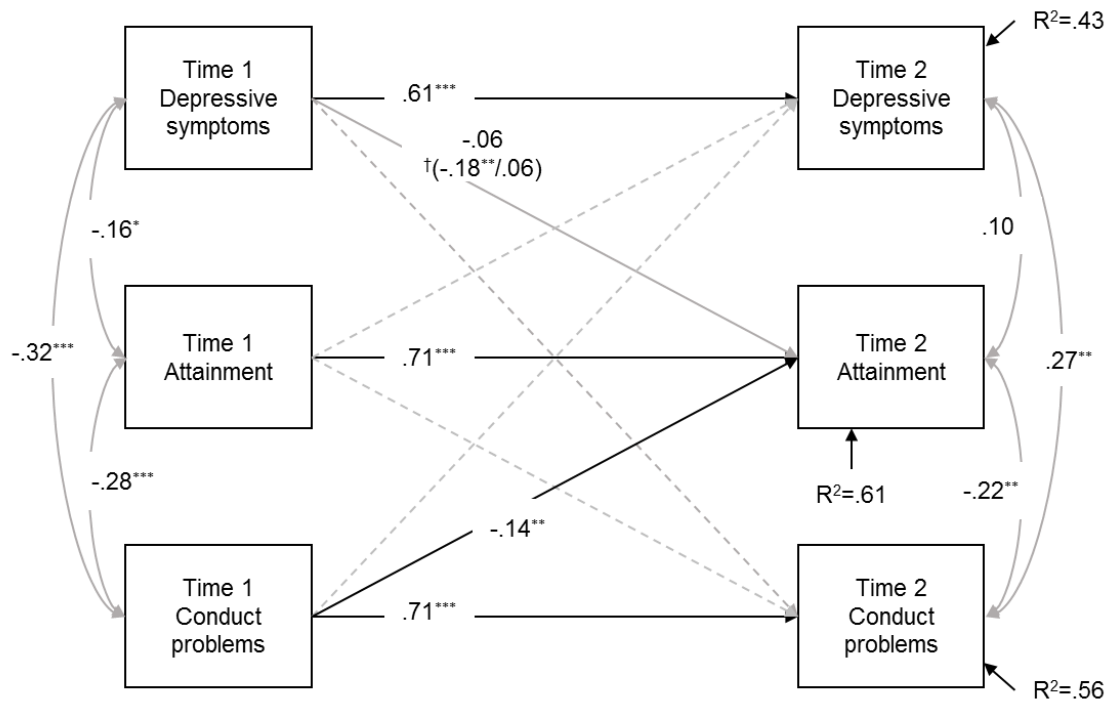 R²=.43
Time 1
Depressive
symptoms
.61***
Time 2
Depressive
symptoms
-.06
†(-.18**/.06)
-.16*
.10
Time 1
Attainment
.71***
Time 2
Attainment
-.32***
.27**
-.28***
R²=.61
-.22**
-.14**
Time 1
Conduct
problems
.71***
Time 2
Conduct
problems
R²=.56